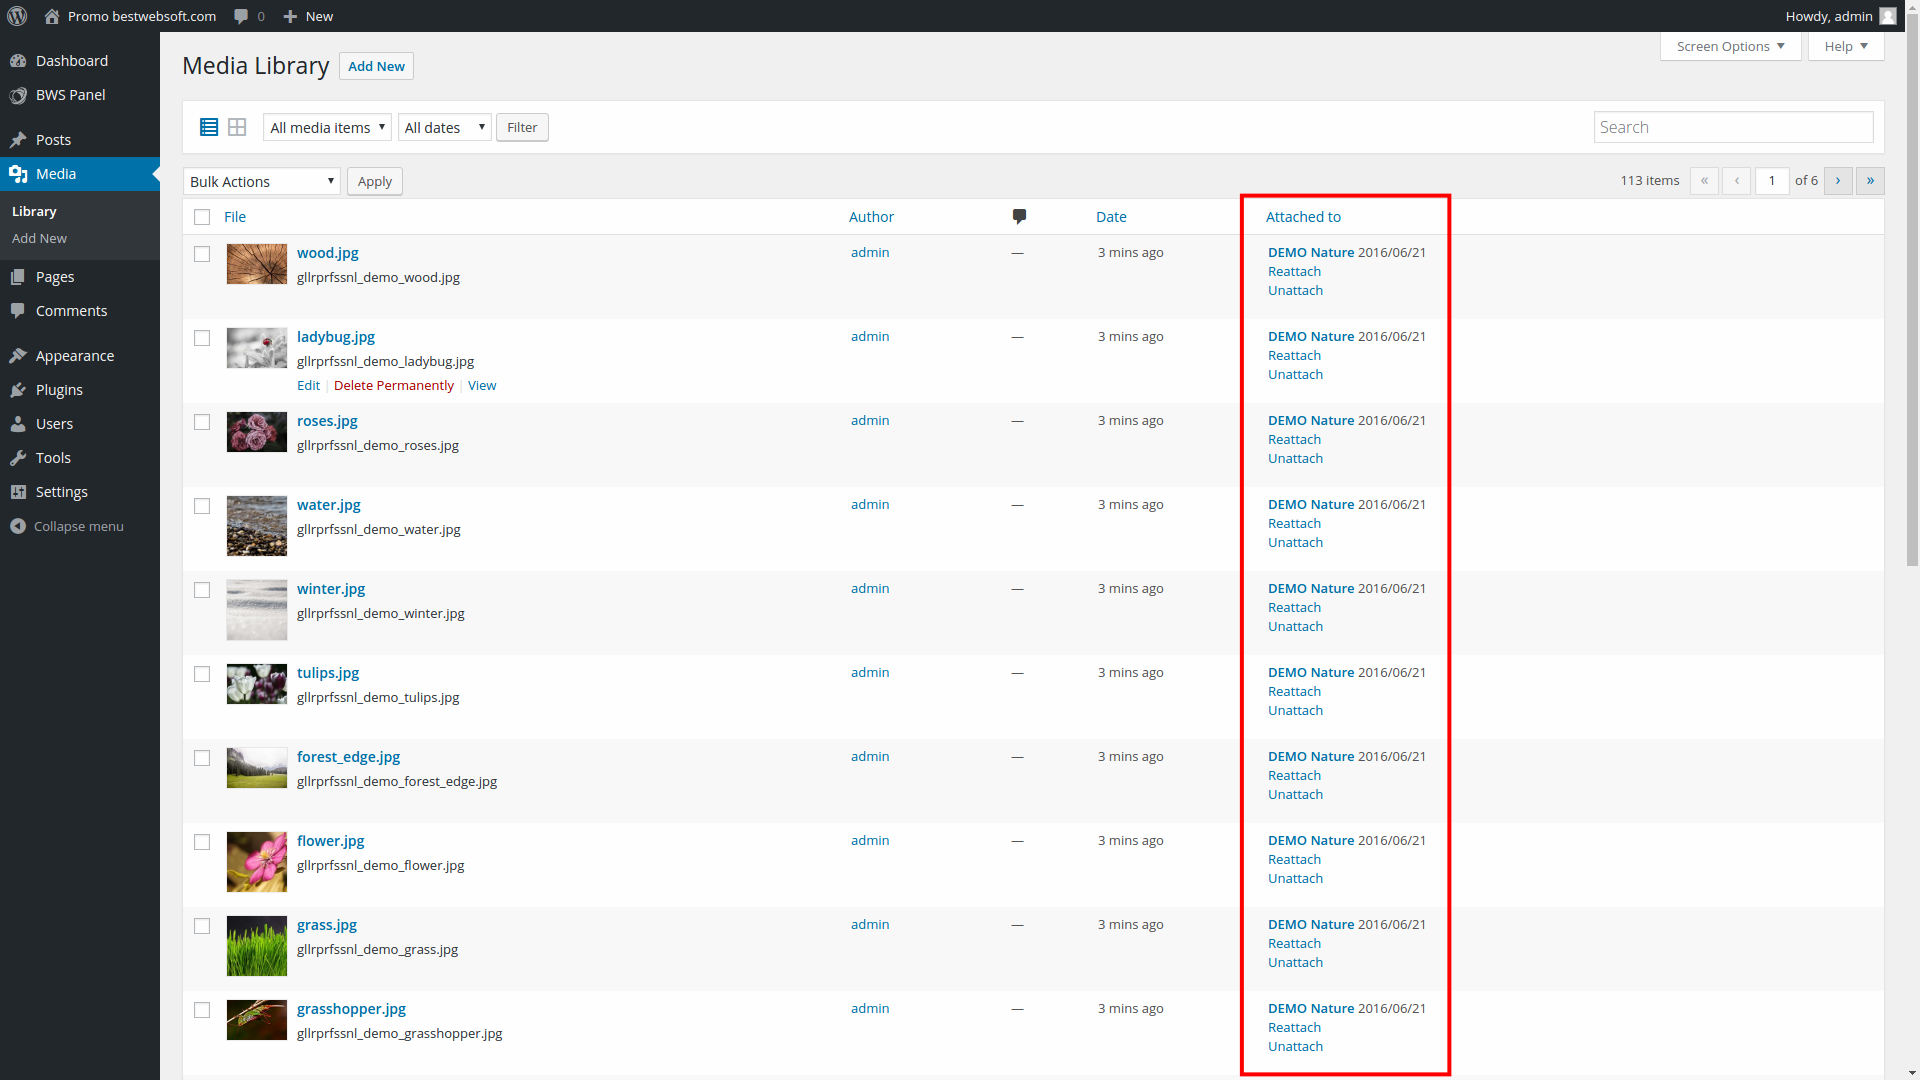 Promo bestwebsoft.com 0 New Howdy, admin
Dashboard
BWS Panel
Posts
Media
Library
Add New
Pages
Comments
Appearance
Plugins
Users
Tools
Settings
Collapse menu
Screen Options Help
Media Library Add New
All media items All dates Filter Search
Bulk Actions Apply 113 items « ‹ 1 of 6 › »
File Author Date Attached to
wood.jpg admin — 3 mins ago DEMO Nature 2016/06/21
Reattach
gllrprfssnl_demo_wood.jpg
Unattach
ladybug.jpg admin — 3 mins ago DEMO Nature 2016/06/21
Reattach
gllrprfssnl_demo_ladybug.jpg
Unattach
Edit | Delete Permanently | View
roses.jpg admin — 3 mins ago DEMO Nature 2016/06/21
Reattach
gllrprfssnl_demo_roses.jpg
Unattach
water.jpg admin — 3 mins ago DEMO Nature 2016/06/21
Reattach
gllrprfssnl_demo_water.jpg
Unattach
winter.jpg admin — 3 mins ago DEMO Nature 2016/06/21
Reattach
gllrprfssnl_demo_winter.jpg
Unattach
tulips.jpg admin — 3 mins ago DEMO Nature 2016/06/21
Reattach
gllrprfssnl_demo_tulips.jpg
Unattach
forest_edge.jpg admin — 3 mins ago DEMO Nature 2016/06/21
Reattach
gllrprfssnl_demo_forest_edge.jpg
Unattach
flower.jpg admin — 3 mins ago DEMO Nature 2016/06/21
Reattach
gllrprfssnl_demo_flower.jpg
Unattach
grass.jpg admin — 3 mins ago DEMO Nature 2016/06/21
Reattach
gllrprfssnl_demo_grass.jpg
Unattach
grasshopper.jpg admin — 3 mins ago DEMO Nature 2016/06/21
Reattach
gllrprfssnl_demo_grasshopper.jpg
Unattach